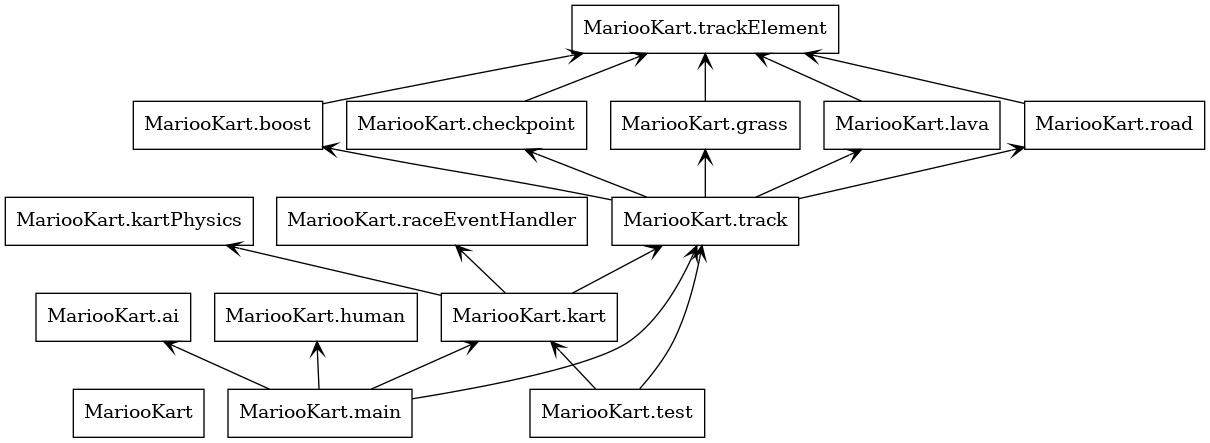 MariooKart.trackElement
MariooKart.boost
MariooKart.checkpoint
MariooKart.grass
MariooKart.lava
MariooKart.road
MariooKart.kartPhysics
MariooKart.raceEventHandler
MariooKart.track
MariooKart.ai
MariooKart.human
MariooKart.kart
MariooKart
MariooKart.main
MariooKart.test